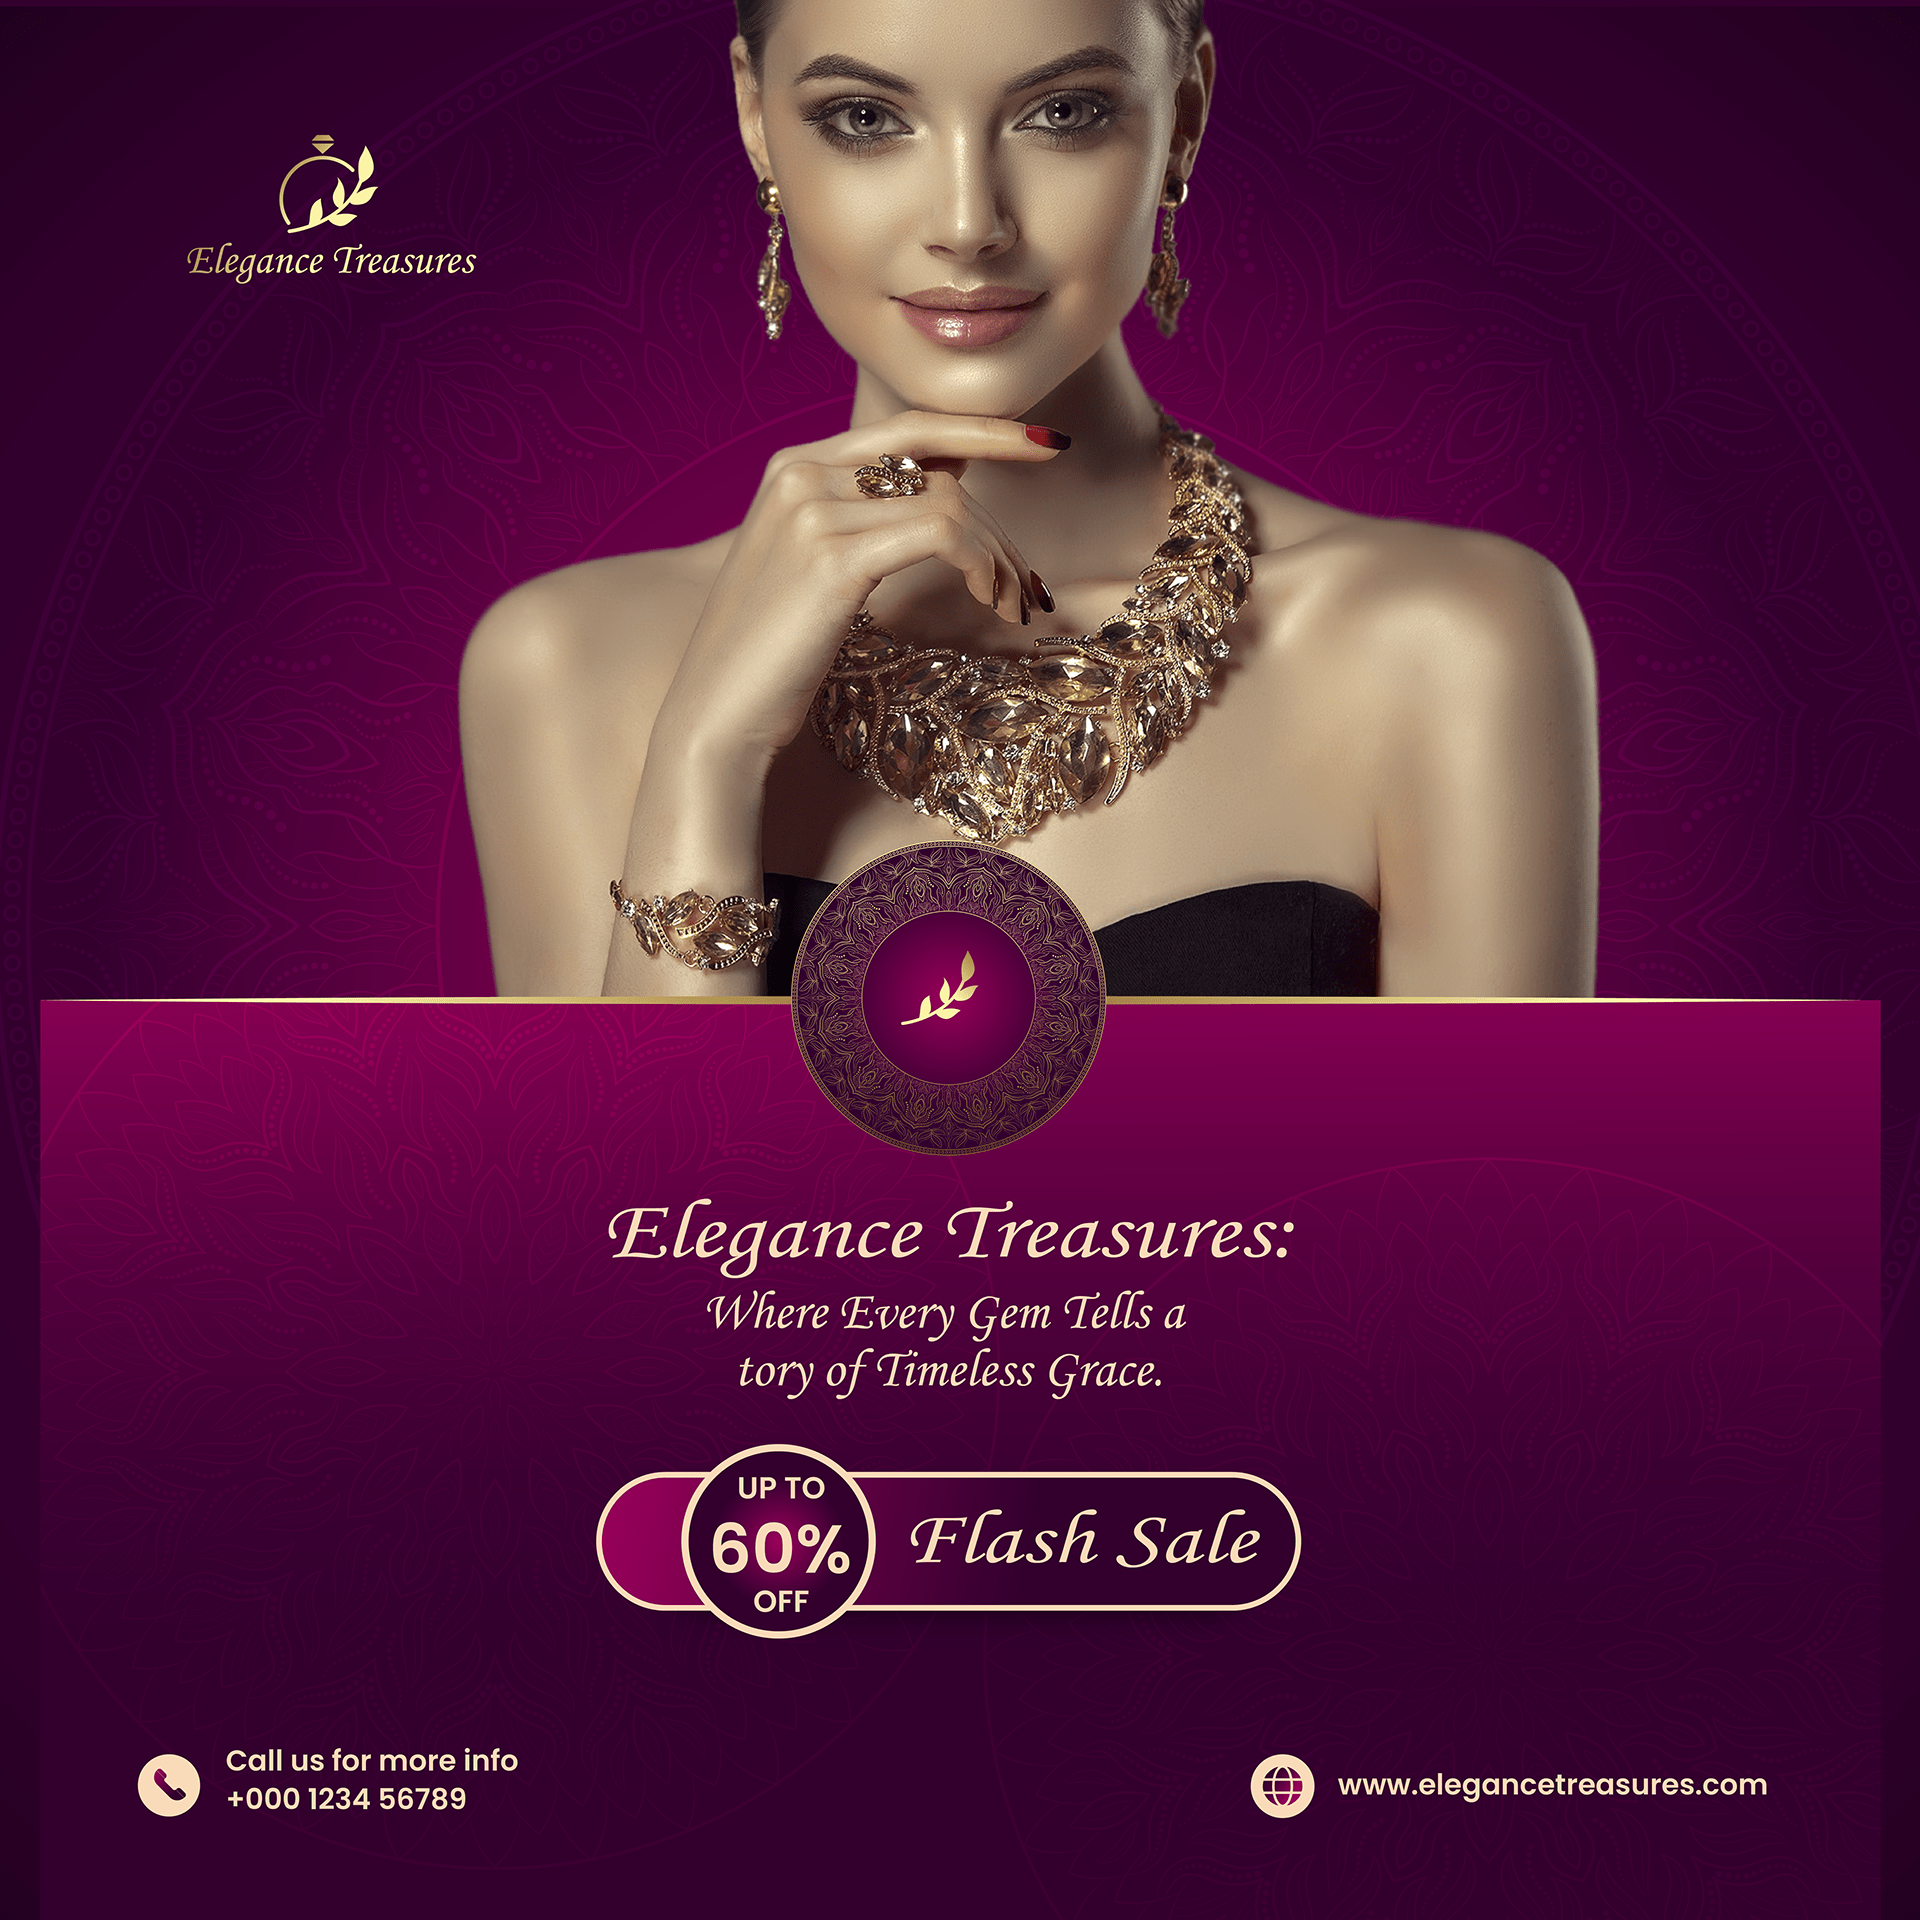 Elegance Treasures
Elegance Treasures:
Where Every Gem Tells a
tory of Timeless Grace.
UP TO
60%
OFF
Flash Sale
Call us for more info
+000 1234 56789
www.elegancetreasures.com